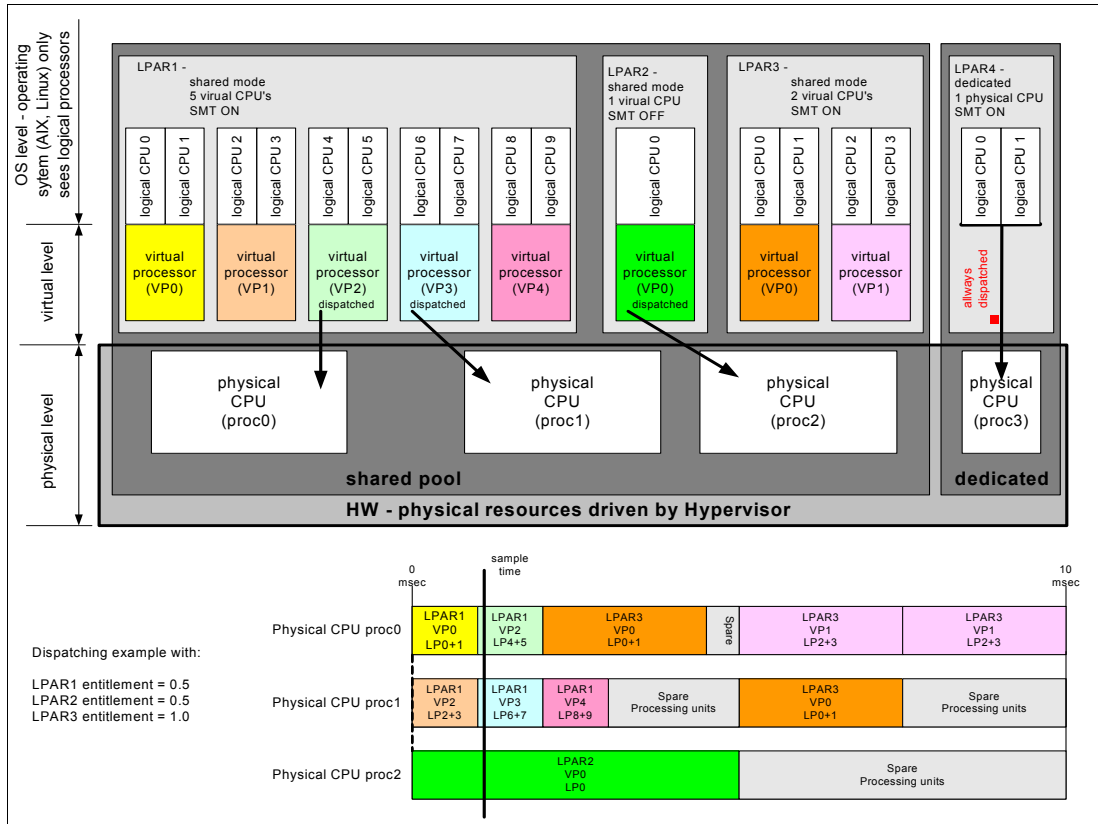 OS level - operating
sytem (AIX, Linux) only
sees logical processors
virtual level
physical level
LPAR1 -
shared mode
5 virual CPU's
SMT ON
logical CPU 0
logical CPU 1
logical CPU 2
logical CPU 3
logical CPU 4
logical CPU 5
logical CPU 6
logical CPU 7
logical CPU 8
logical CPU 9
virtual
processor
(VP0)
virtual
processor
(VP1)
virtual
processor
(VP2)
dispatched
virtual
processor
(VP3)
dispatched
virtual
processor
(VP4)
LPAR2 -
shared mode
1 virual CPU
SMT OFF
logical CPU 0
virtual
processor
(VP0)
dispatched
LPAR3 -
shared mode
2 virual CPU's
SMT ON
logical CPU 0
logical CPU 1
logical CPU 2
logical CPU 3
virtual
processor
(VP0)
virtual
processor
(VP1)
LPAR4 -
dedicated
1 physical CPU
SMT ON
logical CPU 0
logical CPU 1
allways
dispatched
physical
CPU
(proc0)
physical
CPU
(proc1)
physical
CPU
(proc2)
physical
CPU
(proc3)
shared pool
dedicated
HW - physical resources driven by Hypervisor
0
msec
sample
time
10
msec
Dispatching example with:
LPAR1 entitlement = 0.5
LPAR2 entitlement = 0.5
LPAR3 entitlement = 1.0
Physical CPU proc0
LPAR1
VP0
LP0+1
LPAR1
VP2
LP4+5
LPAR3
VP0
LP0+1
Spare
LPAR3
VP1
LP2+3
LPAR3
VP1
LP2+3
Physical CPU proc1
LPAR1
VP2
LP2+3
LPAR1
VP3
LP6+7
LPAR1
VP4
LP8+9
Spare
Processing units
LPAR3
VP0
LP0+1
Spare
Processing units
Physical CPU proc2
LPAR2
VP0
LP0
Spare
Processing units